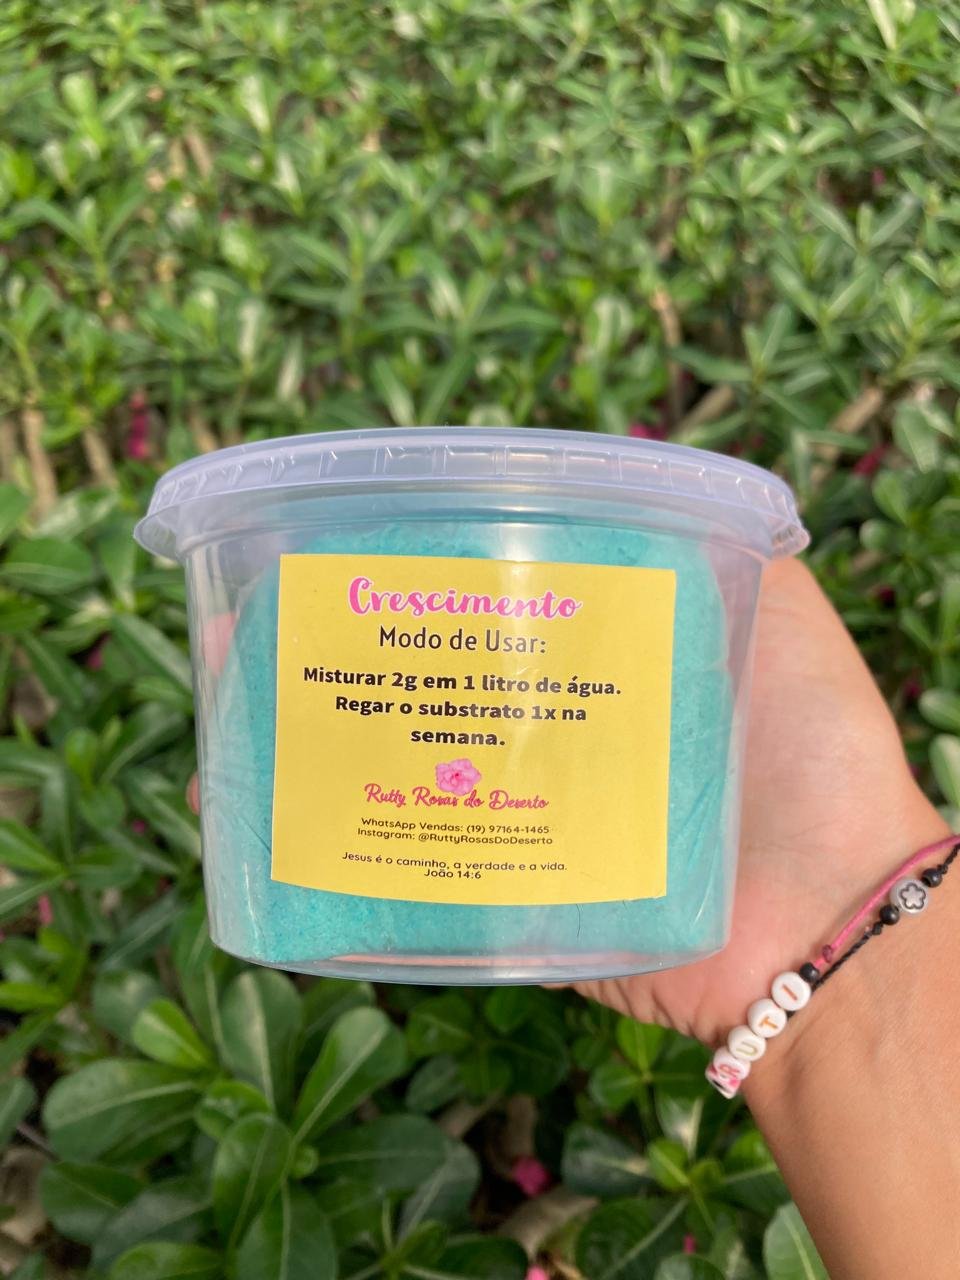 Crescimento
Modo de Usar:
Misturar 2g em 1 litro de água.
Regar o substrato 1x na
semana.
Rutty Rosas do Deserto
WhatsApp Vendas: (19) 97164-1465
Instagram: @RuttyRosasDoDeserto
Jesus é o caminho, a verdade e a vida.
João 14:6
RUTI